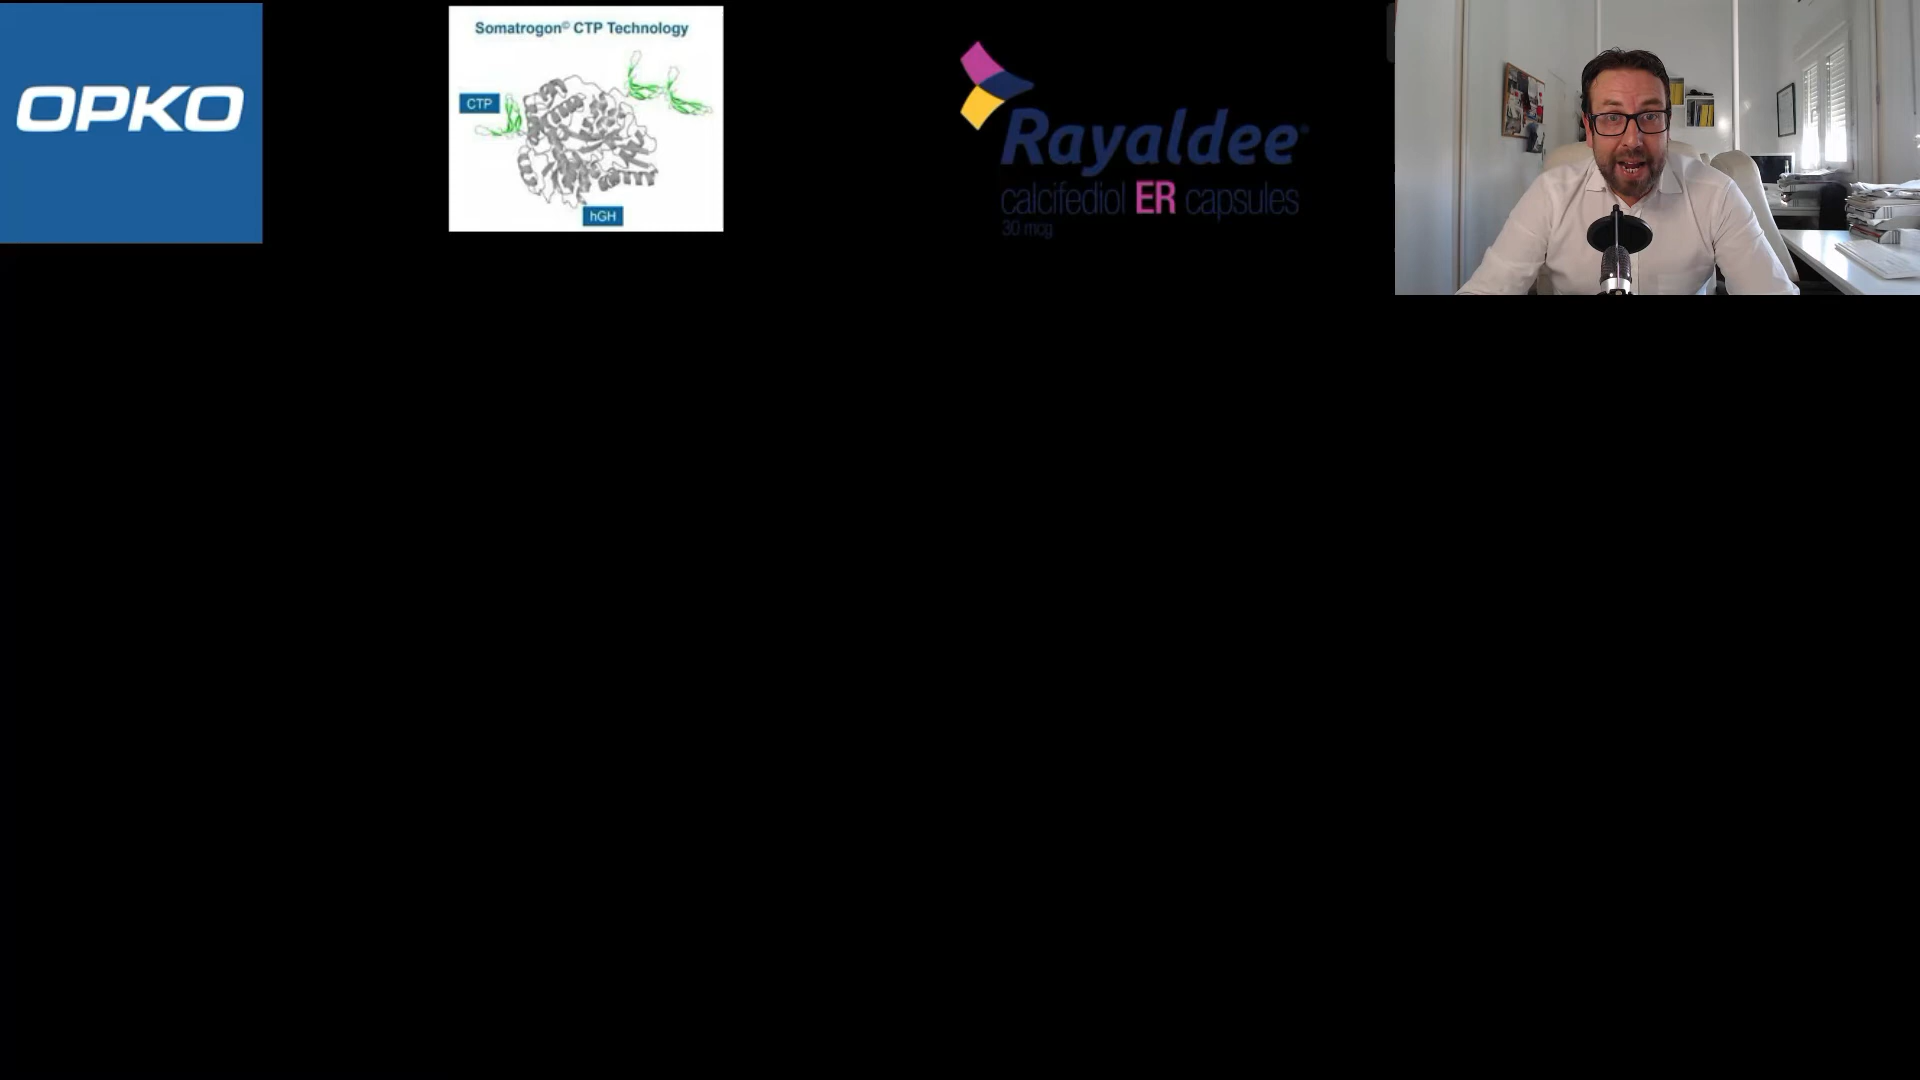 OPKO
Somatrogon© CTP Technology
CTP
hGH
Rayaldee®
calcifediol ER capsules
30 mcg